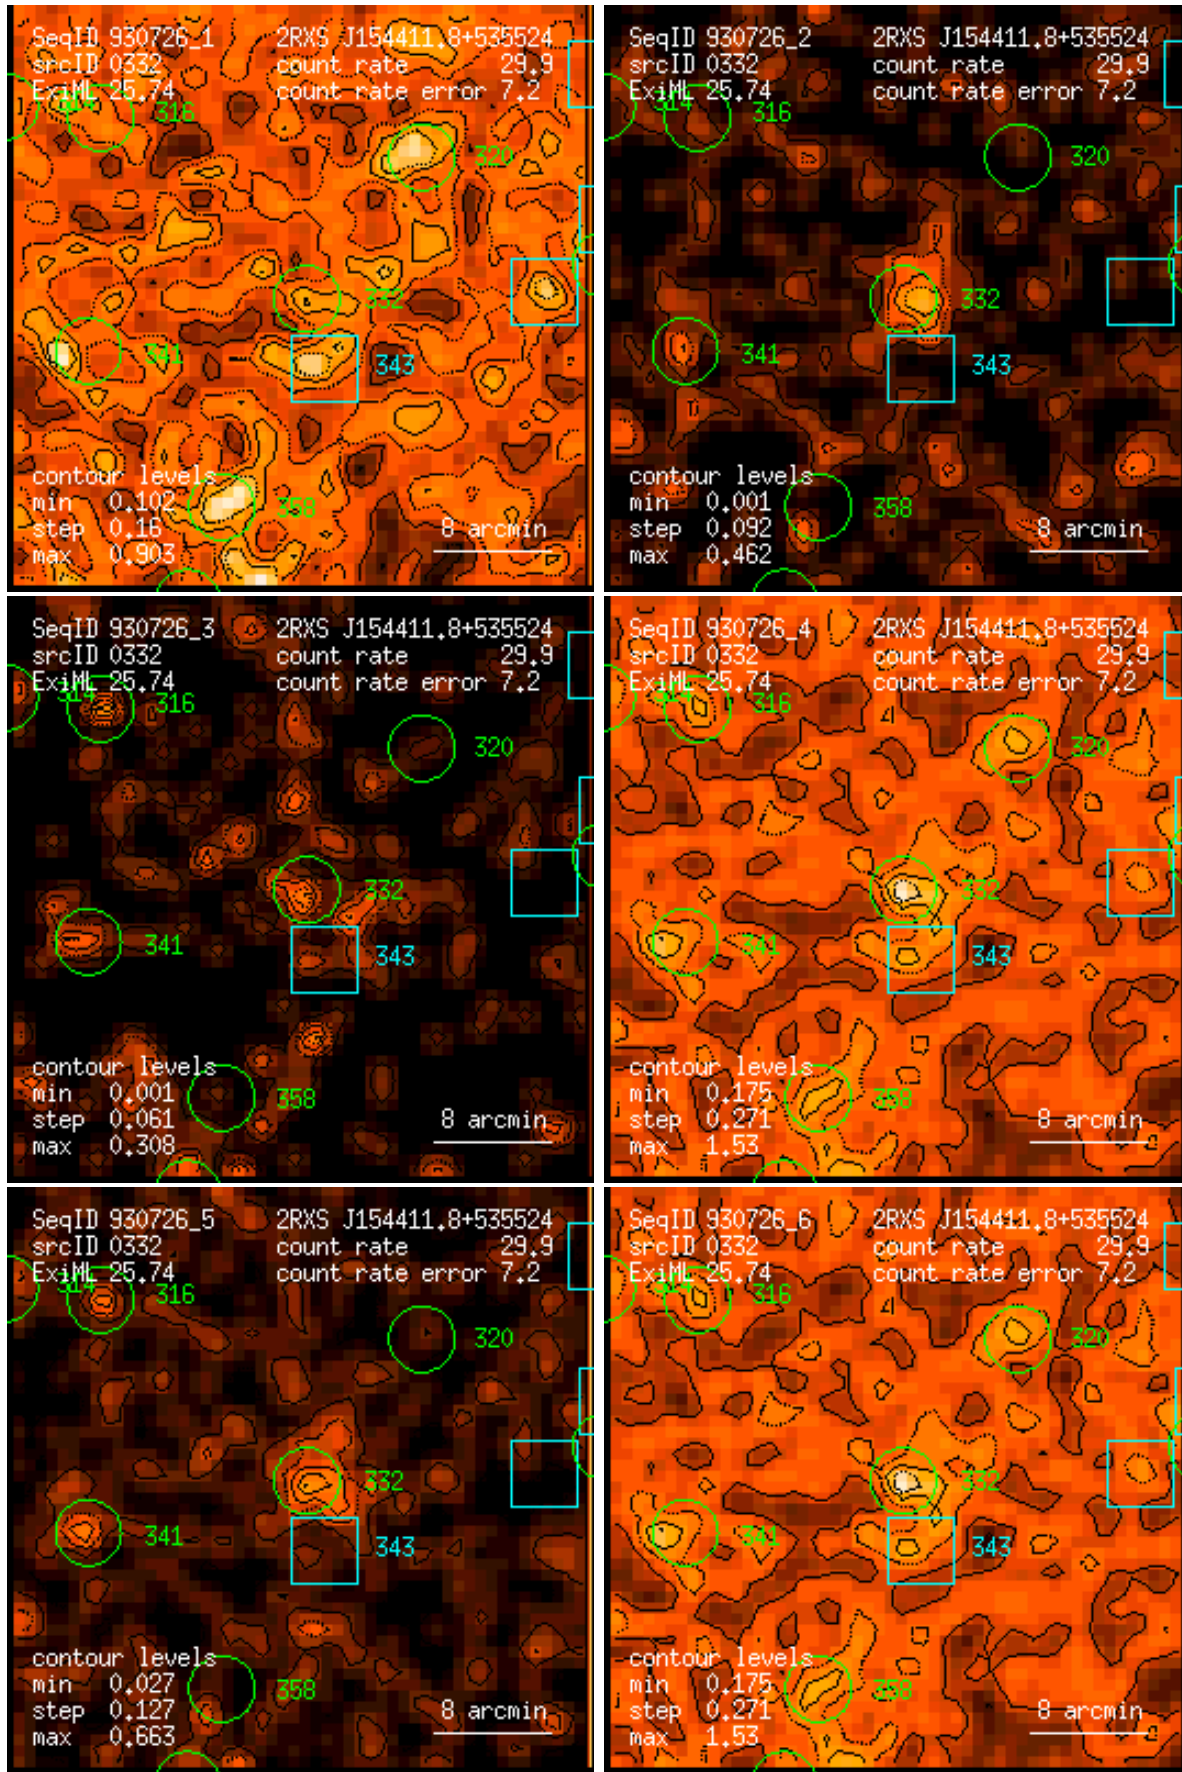 SeqID 930726_1 2RXS J154411.8+535524
srcID 0332 count rate 29.9
ExiML 25.74 count rate error 7.2
314 316
320
332
341 343
contour levels
min 0.102 358
step 0.16 8 arcmin
max 0.903
SeqID 930726_2 2RXS J154411.8+535524
srcID 0332 count rate 29.9
ExiML 25.74 count rate error 7.2
314 316
320
332
341 343
contour levels
min 0.001 358
step 0.092 8 arcmin
max 0.462
SeqID 930726_3 2RXS J154411.8+535524
srcID 0332 count rate 29.9
ExiML 25.74 count rate error 7.2
314 316
320
332
341 343
contour levels
min 0.001 358
step 0.061 8 arcmin
max 0.308
SeqID 930726_4 2RXS J154411.8+535524
srcID 0332 count rate 29.9
ExiML 25.74 count rate error 7.2
314 316
320
332
341 343
contour levels
min 0.175 358
step 0.271 8 arcmin
max 1.53
SeqID 930726_5 2RXS J154411.8+535524
srcID 0332 count rate 29.9
ExiML 25.74 count rate error 7.2
314 316
320
332
341 343
contour levels
min 0.027 358
step 0.127 8 arcmin
max 0.663
SeqID 930726_6 2RXS J154411.8+535524
srcID 0332 count rate 29.9
ExiML 25.74 count rate error 7.2
314 316
320
332
341 343
contour levels
min 0.175 358
step 0.271 8 arcmin
max 1.53